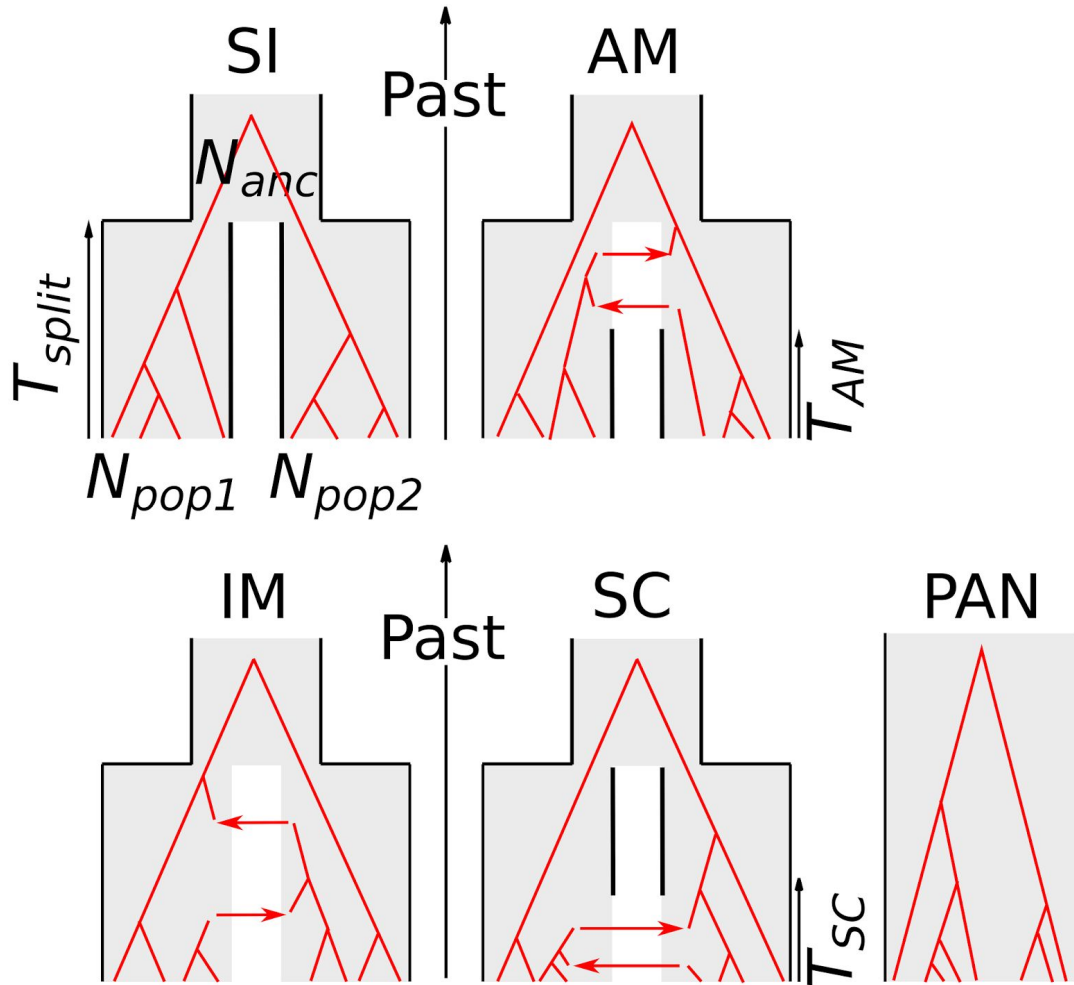 SI
Past
AM
N_anc
T_split
T_AM
N_pop1
N_pop2
IM
Past
SC
PAN
T_SC